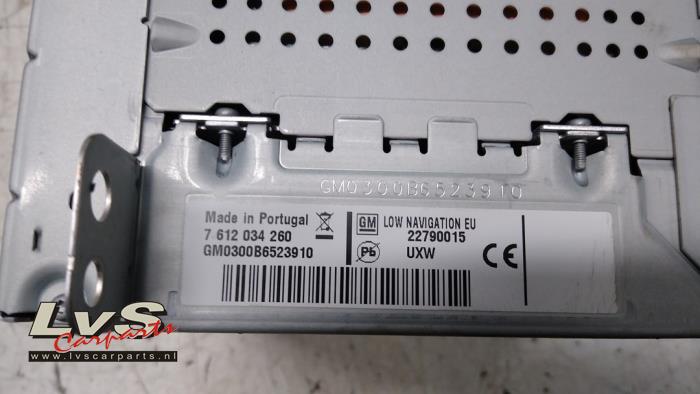 GM0300B6523910
Made in Portugal
7 612 034 260
GM0300B6523910
GM LOW NAVIGATION EU
22790015
Pb UXW CE
LvS
Carparts
www.lvscarparts.nl